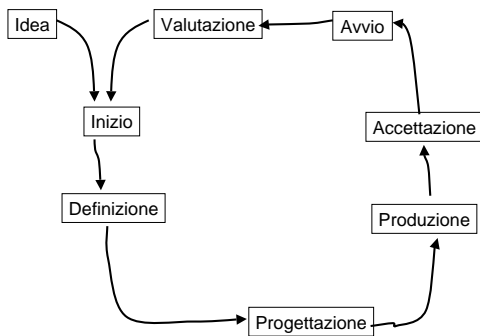 Idea
Valutazione
Avvio
Inizio
Accettazione
Definizione
Produzione
Progettazione